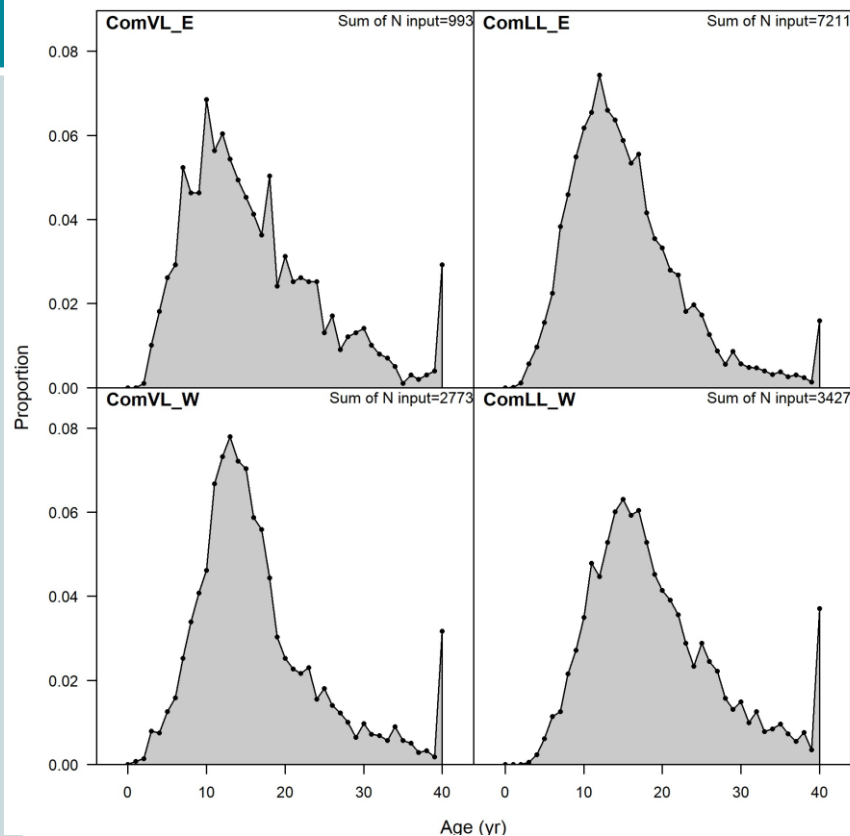 ComVL_E Sum of N input=993 ComLL_E Sum of N input=7211
0.08
0.06
0.04
0.02
0.00
ComVL_W Sum of N input=2773 ComLL_W Sum of N input=3427
0.08
0.06
0.04
0.02
0.00
Proportion
0 10 20 30 40 0 10 20 30 40
Age (yr)